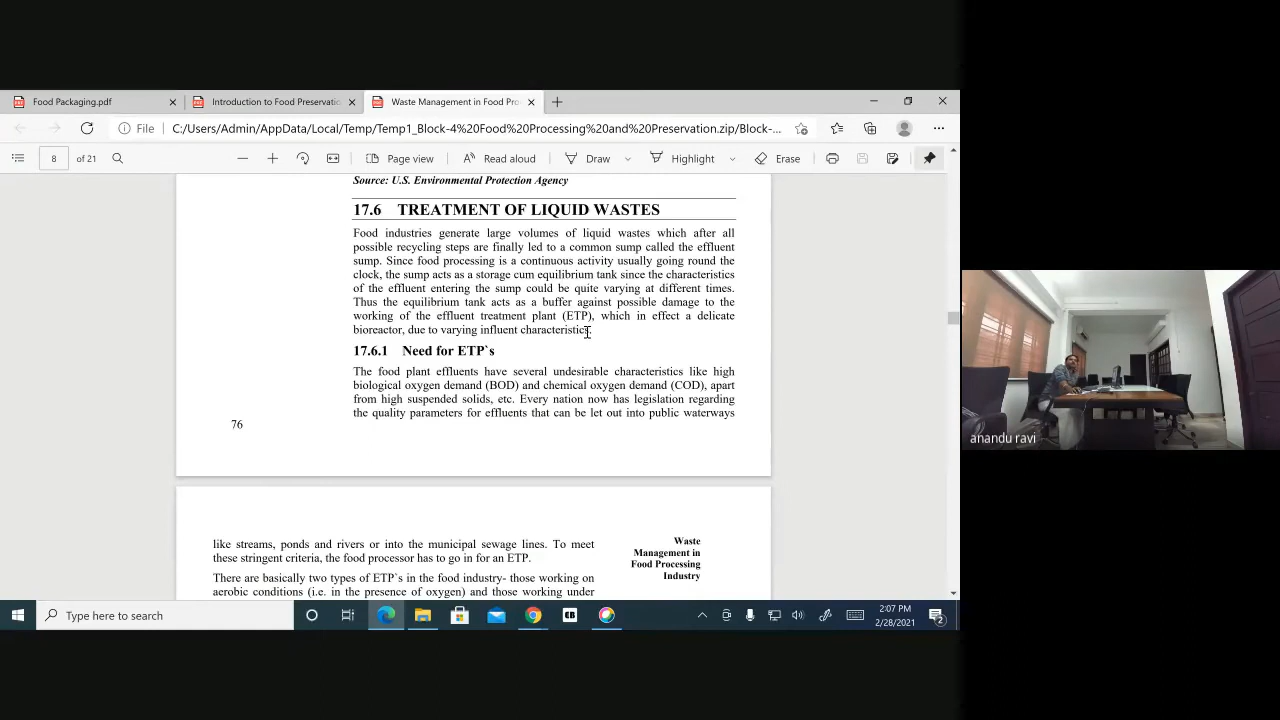 Food Packaging.pdf
Introduction to Food Preservatio
Waste Management in Food Pro
File
C:/Users/Admin/AppData/Local/Temp/Temp1_Block-4%20Food%20Processing%20and%20Preservation.zip/Block-...
8 of 21
Page view
Read aloud
Draw
Highlight
Erase
Source: U.S. Environmental Protection Agency
17.6 TREATMENT OF LIQUID WASTES
Food industries generate large volumes of liquid wastes which after all
possible recycling steps are finally led to a common sump called the effluent
sump. Since food processing is a continuous activity usually going round the
clock, the sump acts as a storage cum equilibrium tank since the characteristics
of the effluent entering the sump could be quite varying at different times.
Thus the equilibrium tank acts as a buffer against possible damage to the
working of the effluent treatment plant (ETP), which in effect a delicate
bioreactor, due to varying influent characteristics.
17.6.1 Need for ETP`s
The food plant effluents have several undesirable characteristics like high
biological oxygen demand (BOD) and chemical oxygen demand (COD), apart
from high suspended solids, etc. Every nation now has legislation regarding
the quality parameters for effluents that can be let out into public waterways
76
like streams, ponds and rivers or into the municipal sewage lines. To meet
these stringent criteria, the food processor has to go in for an ETP.
There are basically two types of ETP`s in the food industry- those working on
aerobic conditions (i.e. in the presence of oxygen) and those working under
Waste
Management in
Food Processing
Industry
anandu ravi
Type here to search
CB
2:07 PM
2/28/2021
2